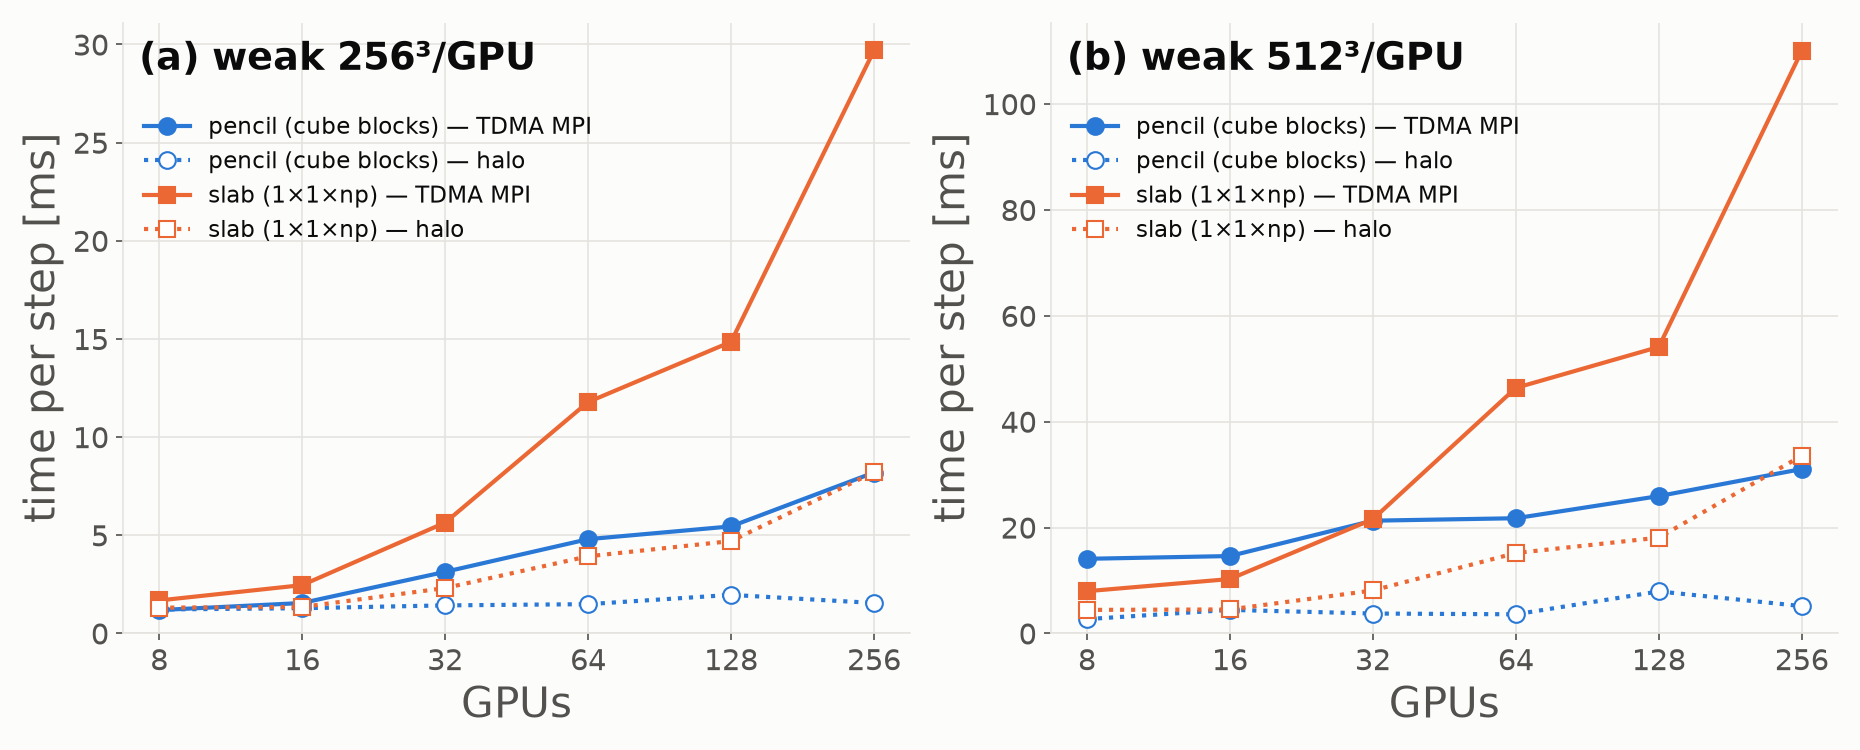 (a) weak 256³/GPU
pencil (cube blocks) — TDMA MPI
pencil (cube blocks) — halo
slab (1×1×np) — TDMA MPI
slab (1×1×np) — halo
time per step [ms]
30
25
20
15
10
5
0
8 16 32 64 128 256
GPUs
(b) weak 512³/GPU
pencil (cube blocks) — TDMA MPI
pencil (cube blocks) — halo
slab (1×1×np) — TDMA MPI
slab (1×1×np) — halo
time per step [ms]
100
80
60
40
20
0
8 16 32 64 128 256
GPUs